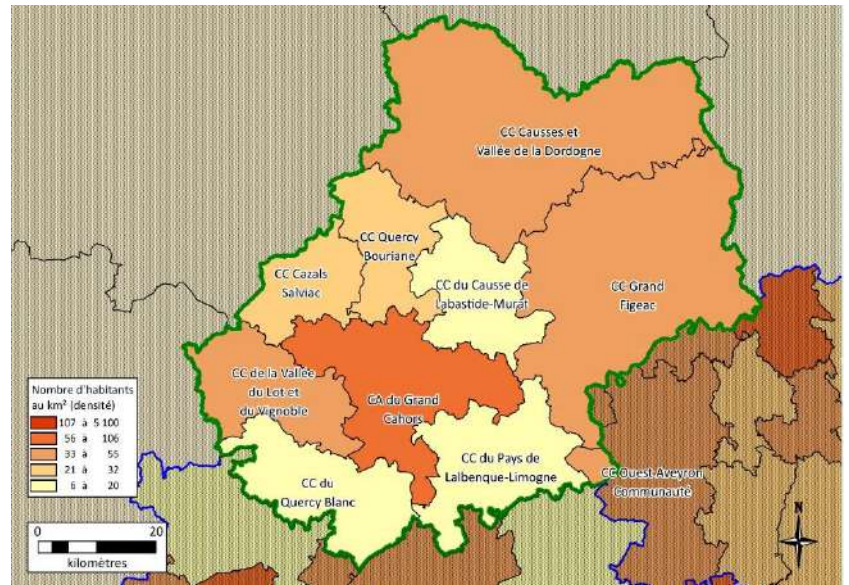 CC Causses et
Vallée de la Dordogne
CC Quercy
Bouriane
CC Cazals
Salviac
CC du Causse de
Labastide-Murat
CC Grand
Figeac
CC de la Vallée
du Lot et
du Vignoble
CA du Grand
Cahors
CC du Pays de
Lalbenque-Limogne
CC du
Quercy Blanc
CC Ouest-Aveyron
Communauté
Nombre d'habitants
au km² (densité)
107 à 5 100
56 à 106
33 à 55
21 à 32
6 à 20
0 20
kilomètres
N